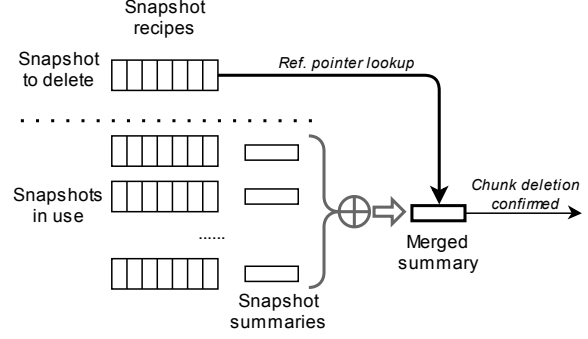 Snapshot
recipes
Snapshot
to delete
Ref. pointer lookup
Snapshots
in use
Chunk deletion
confirmed
......
Merged
summary
Snapshot
summaries